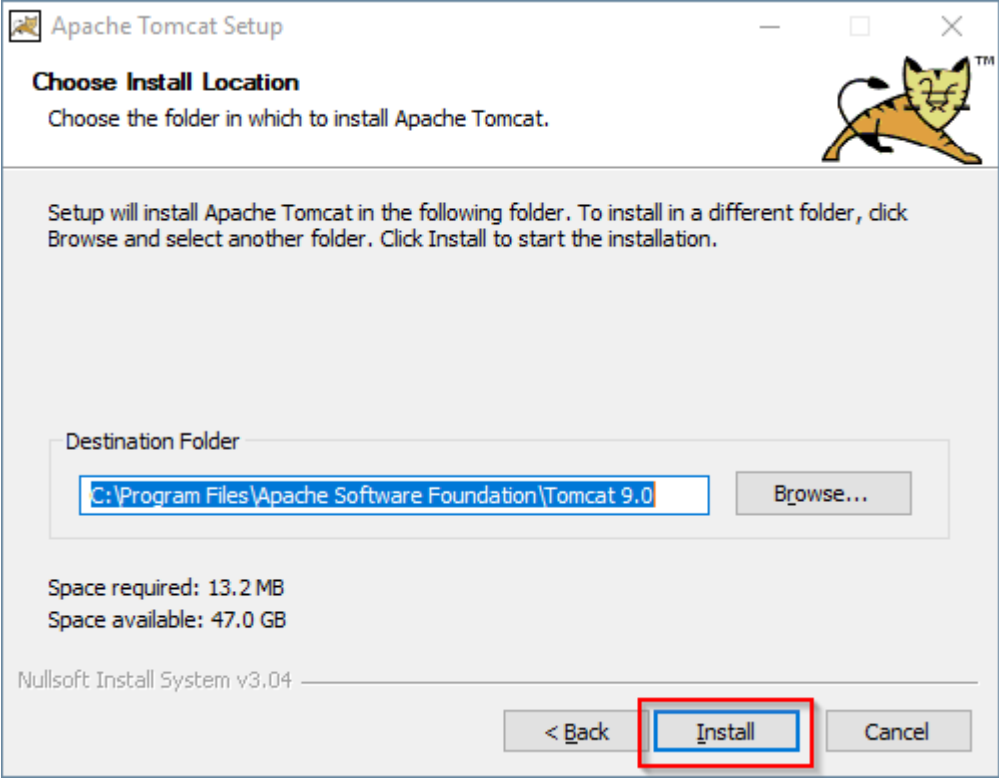 Apache Tomcat Setup
Choose Install Location
Choose the folder in which to install Apache Tomcat.
TM
Setup will install Apache Tomcat in the following folder. To install in a different folder, click
Browse and select another folder. Click Install to start the installation.
Destination Folder
C:\Program Files\Apache Software Foundation\Tomcat 9.0
Browse...
Space required: 13.2 MB
Space available: 47.0 GB
Nullsoft Install System v3.04
< Back Install Cancel